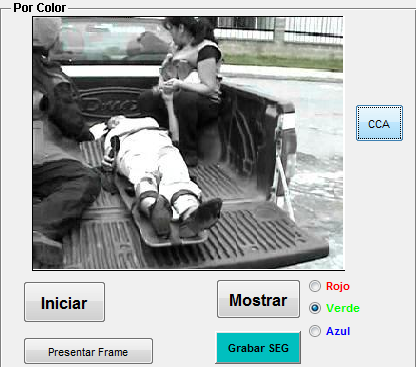 Por Color
CCA
Iniciar
Mostrar
Rojo
Verde
Azul
Presentar Frame
Grabar SEG